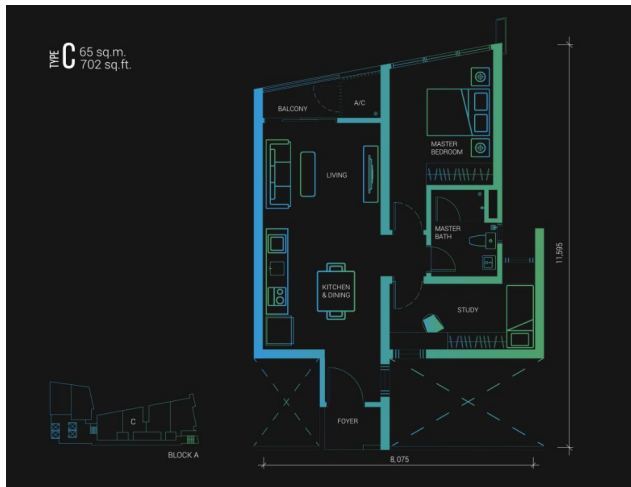 TYPE C 65 sq.m.
702 sq.ft.
BALCONY
A/C
MASTER
BEDROOM
LIVING
MASTER
BATH
KITCHEN
& DINING
STUDY
11,595
C
FOYER
BLOCK A
8,075